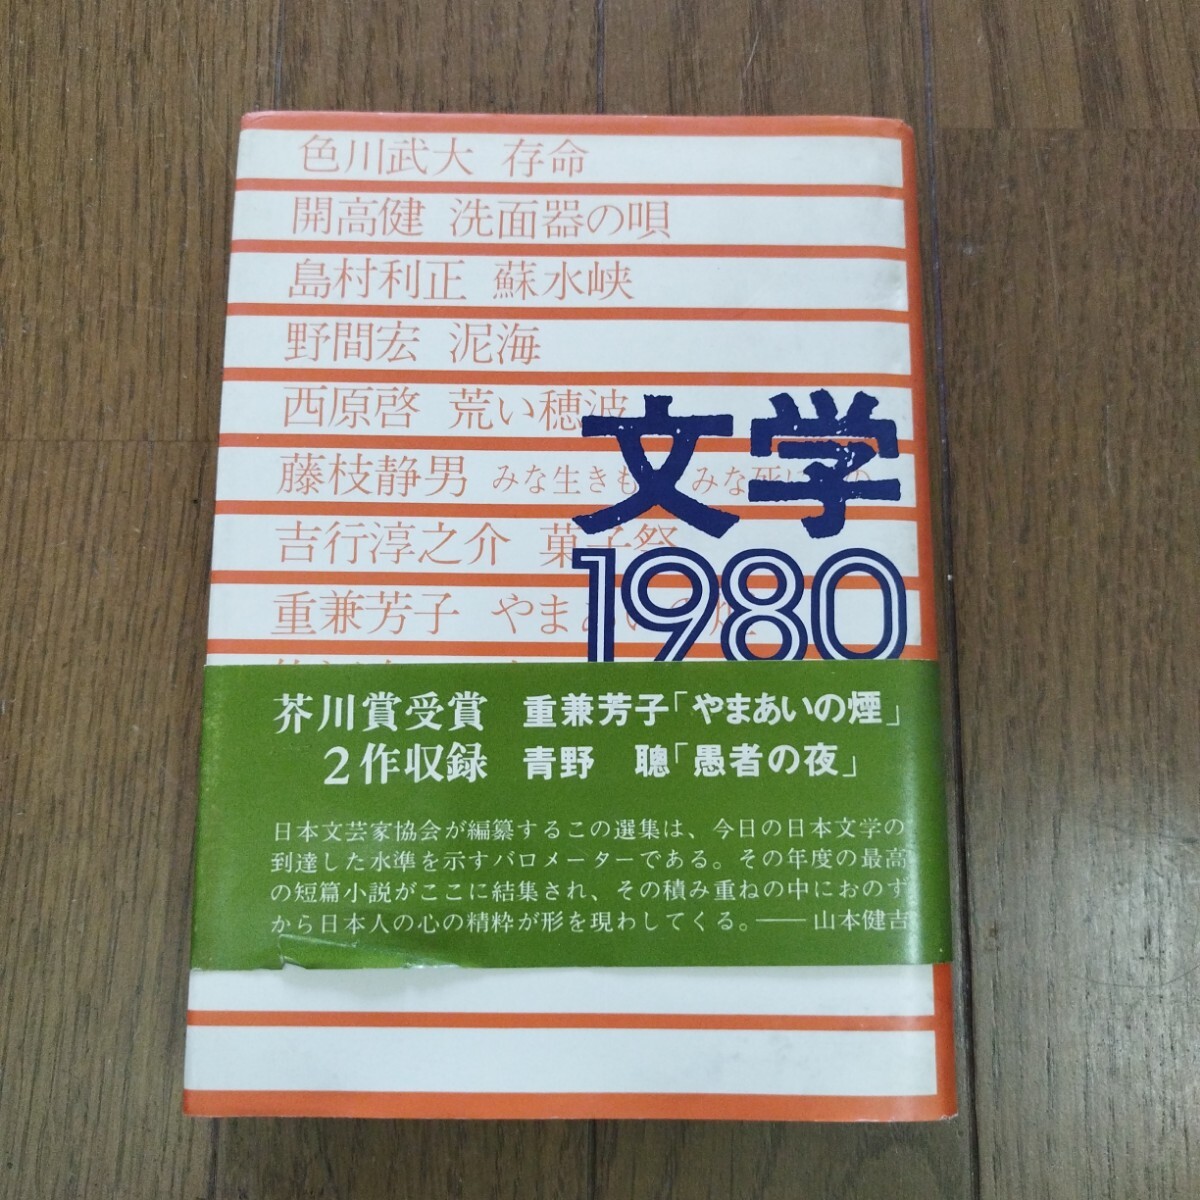 色川武大 存命
開高健 洗面器の唄
島村利正 蘇水峡
野間宏 泥海
西原啓 荒い穂波
藤枝静男 みな生きも みな死に の
吉行淳之介 菓子祭
重兼芳子 やまあいの煙
文学
1980
芥川賞受賞 重兼芳子「やまあいの煙」
2作収録 青野 聰「愚者の夜」
日本文芸家協会が編纂するこの選集は、今日の日本文学の
到達した水準を示すバロメーターである。その年度の最高
の短篇小説がここに結集され、その積み重ねの中におのず
から日本人の心の精粋が形を現わしてくる。——山本健吉